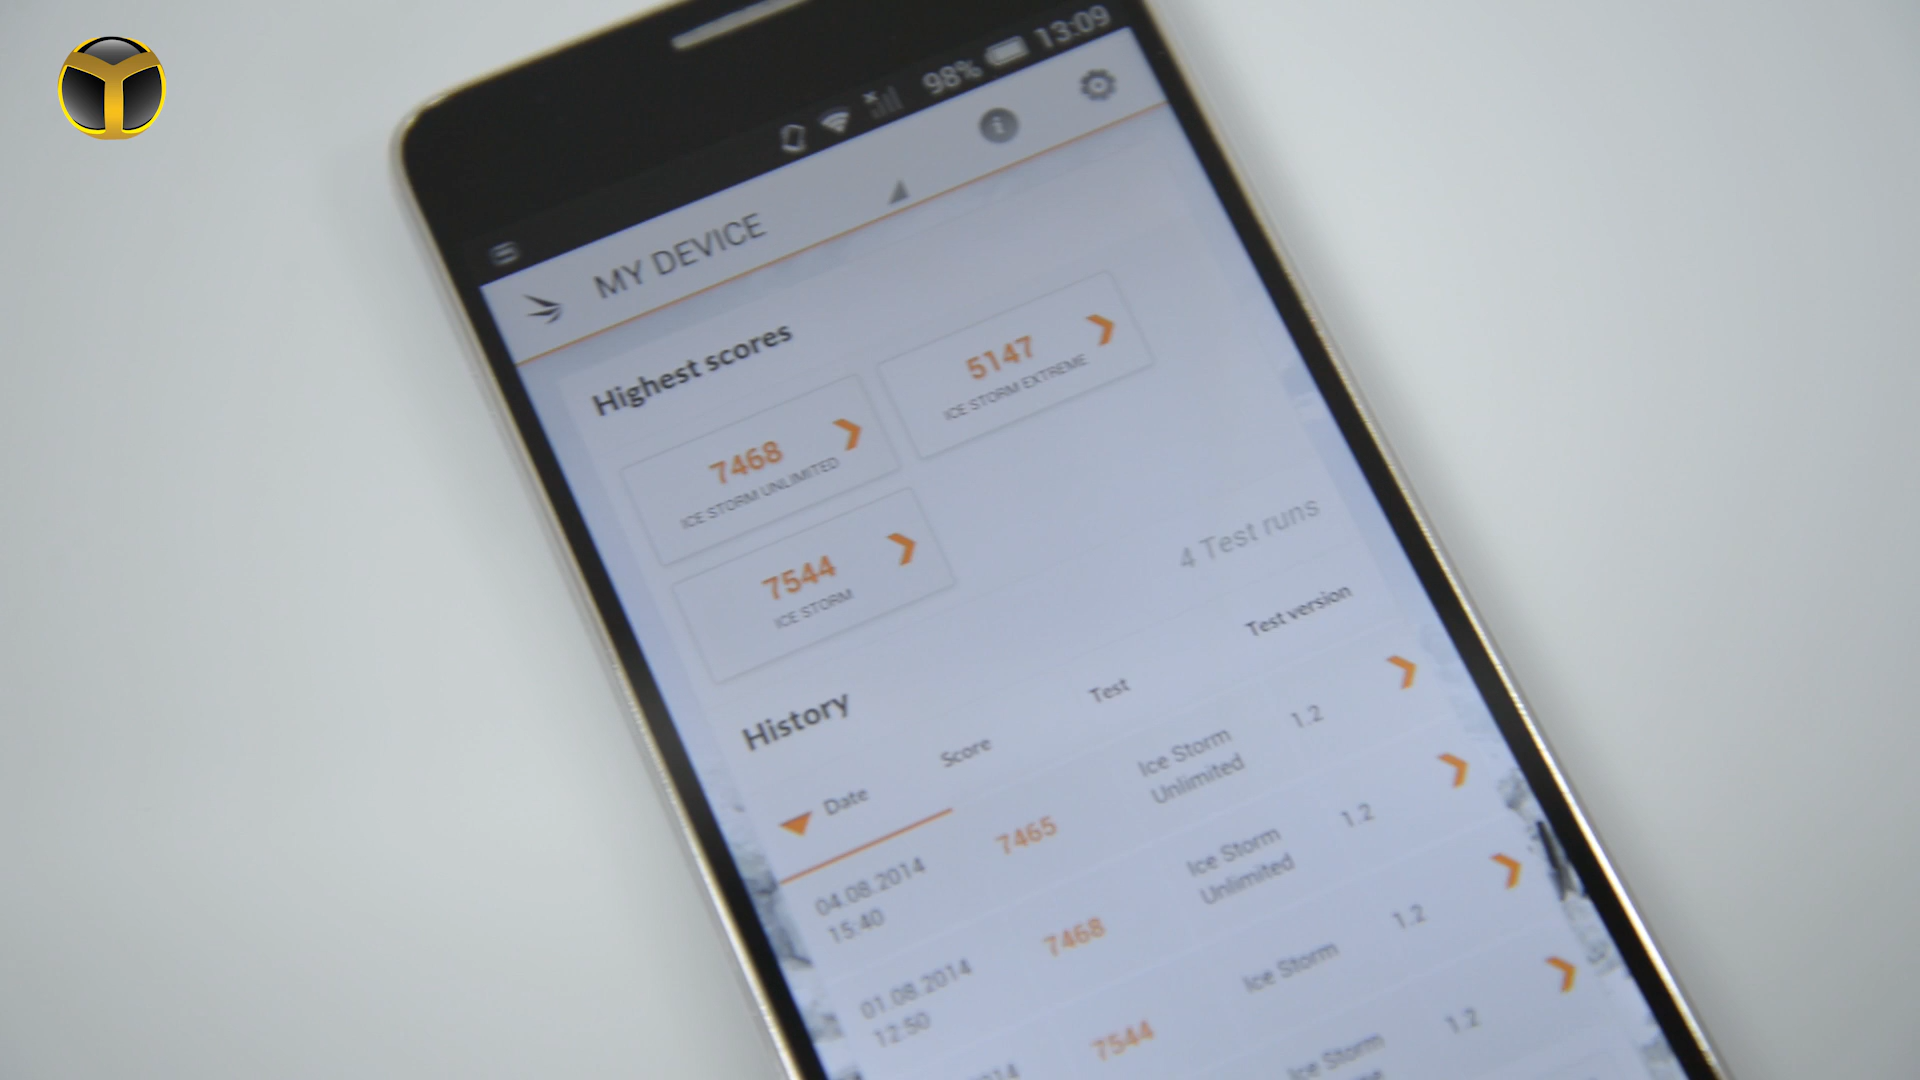 98% 13:09
MY DEVICE
Highest scores
7468
ICE STORM UNLIMITED
5147
ICE STORM EXTREME
7544
ICE STORM
4 Test runs
History
Date Score Test Test version
04.08.2014
15:40
7465
Ice Storm
Unlimited
1.2
01.08.2014
12:50
7468
Ice Storm
Unlimited
1.2
7544
Ice Storm
1.2
Ice Storm
1.2